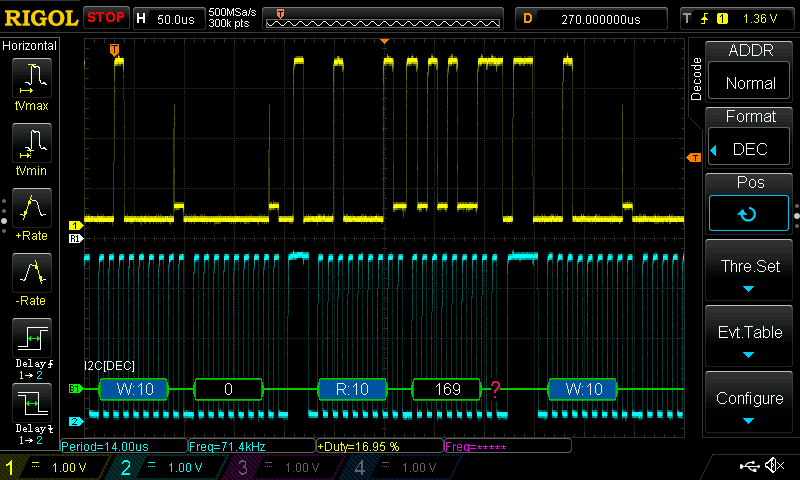 RIGOL STOP H 50.0us 500MSa/s D 270.000000us T 1 1.36 V
300k pts
T
Horizontal
tVmax
tVmin
+Rate
-Rate
Delay
1→2
Delay
1→2
T
1
R1
T
I2C[DEC]
B1 W:10 0 R:10 169 ? W:10
2
Decode
ADDR
Normal
Format
DEC
Pos
Thre.Set
Evt.Table
Configure
Period=14.00us Freq=71.4kHz +Duty=16.95 % Freq=*****
1 1.00 V 2 1.00 V 3 1.00 V 4 1.00 V